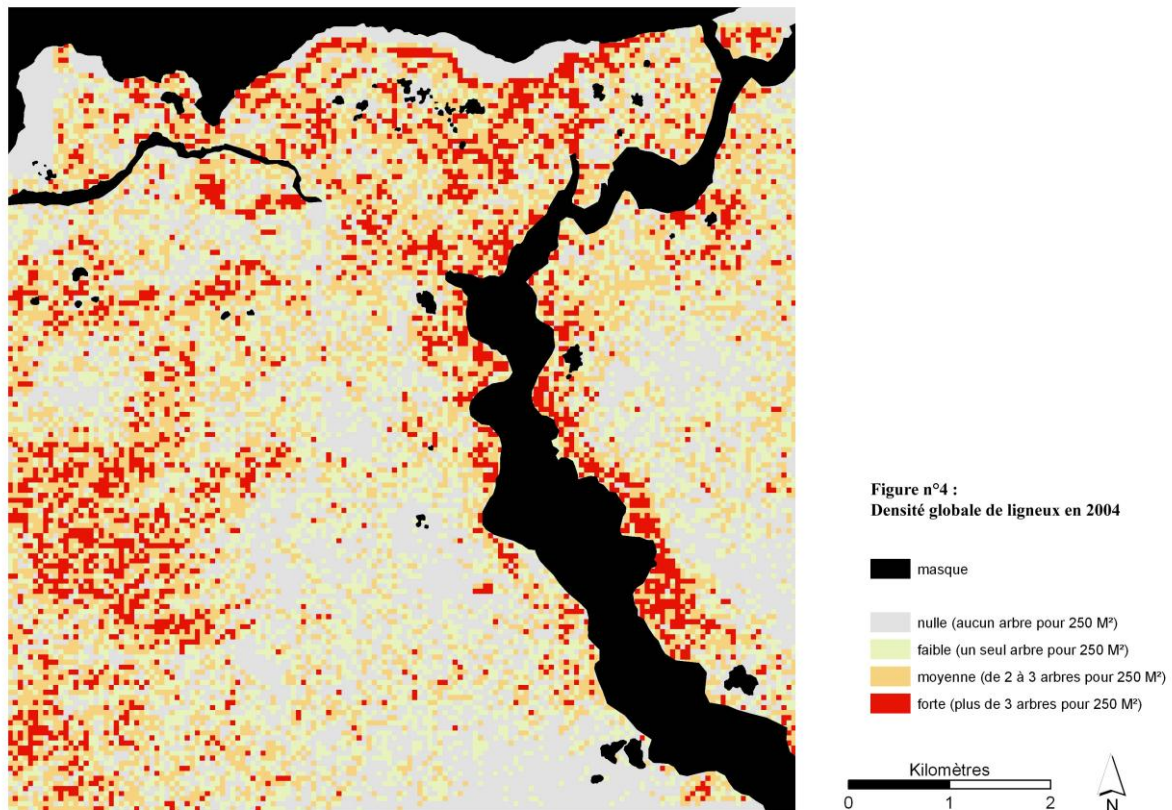 Figure n°4 :
Densité globale de ligneux en 2004
masque
nulle (aucun arbre pour 250 M²)
faible (un seul arbre pour 250 M²)
moyenne (de 2 à 3 arbres pour 250 M²)
forte (plus de 3 arbres pour 250 M²)
Kilomètres
0 1 2
N